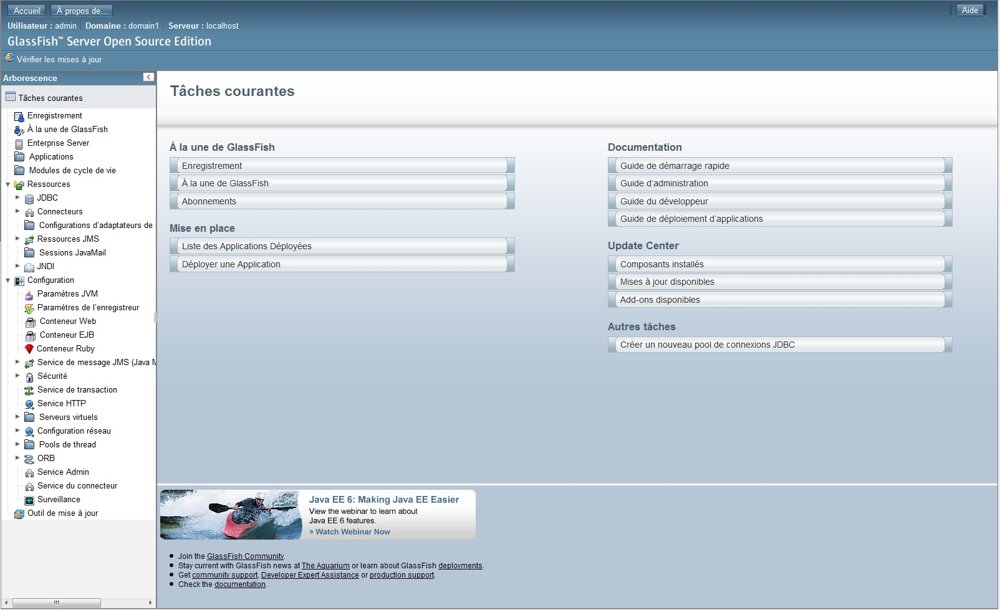 Accueil À propos de... Aide
Utilisateur : admin Domaine : domain1 Serveur : localhost
GlassFish™ Server Open Source Edition
Vérifier les mises à jour
Arborescence
Tâches courantes
Enregistrement
À la une de GlassFish
Enterprise Server
Applications
Modules de cycle de vie
Ressources
JDBC
Connecteurs
Configurations d'adaptateurs de
Ressources JMS
Sessions JavaMail
JNDI
Configuration
Paramètres JVM
Paramètres de l'enregistreur
Conteneur Web
Conteneur EJB
Conteneur Ruby
Service de message JMS (Java M
Sécurité
Service de transaction
Service HTTP
Serveurs virtuels
Configuration réseau
Pools de thread
ORB
Service Admin
Service du connecteur
Surveillance
Outil de mise à jour
Tâches courantes
À la une de GlassFish
Enregistrement
À la une de GlassFish
Abonnements
Mise en place
Liste des Applications Déployées
Déployer une Application
Documentation
Guide de démarrage rapide
Guide d'administration
Guide du développeur
Guide de déploiement d'applications
Update Center
Composants installés
Mises à jour disponibles
Add-ons disponibles
Autres tâches
Créer un nouveau pool de connexions JDBC
Java EE 6: Making Java EE Easier
View the webinar to learn about
Java EE 6 features.
» Watch Webinar Now
• Join the GlassFish Community.
• Stay current with GlassFish news at The Aquarium or learn about GlassFish deployments.
• Get community support, Developer Expert Assistance or production support.
• Check the documentation.